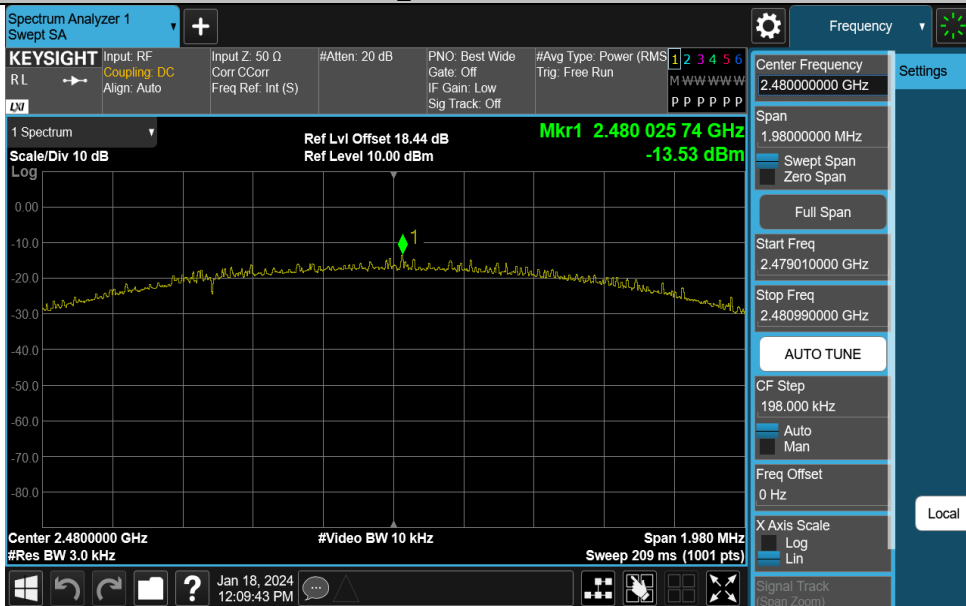 Spectrum Analyzer 1
Swept SA
+
Frequency
KEYSIGHT
RL
LXI
Input: RF
Coupling: DC
Align: Auto
Input Z: 50 Ω
Corr CCorr
Freq Ref: Int (S)
#Atten: 20 dB
PNO: Best Wide
Gate: Off
IF Gain: Low
Sig Track: Off
#Avg Type: Power (RMS
Trig: Free Run
1 2 3 4 5 6
M W W W W W
P P P P P P
1 Spectrum
Scale/Div 10 dB
Log
Ref Lvl Offset 18.44 dB
Ref Level 10.00 dBm
Mkr1 2.480 025 74 GHz
-13.53 dBm
1
0.00
-10.0
-20.0
-30.0
-40.0
-50.0
-60.0
-70.0
-80.0
Center 2.4800000 GHz
#Res BW 3.0 kHz
#Video BW 10 kHz
Span 1.980 MHz
Sweep 209 ms (1001 pts)
Center Frequency
2.480000000 GHz
Span
1.98000000 MHz
Swept Span
Zero Span
Full Span
Start Freq
2.479010000 GHz
Stop Freq
2.480990000 GHz
AUTO TUNE
CF Step
198.000 kHz
Auto
Man
Freq Offset
0 Hz
X Axis Scale
Log
Lin
Signal Track
(Span Zoom)
Settings
Local
?
Jan 18, 2024
12:09:43 PM